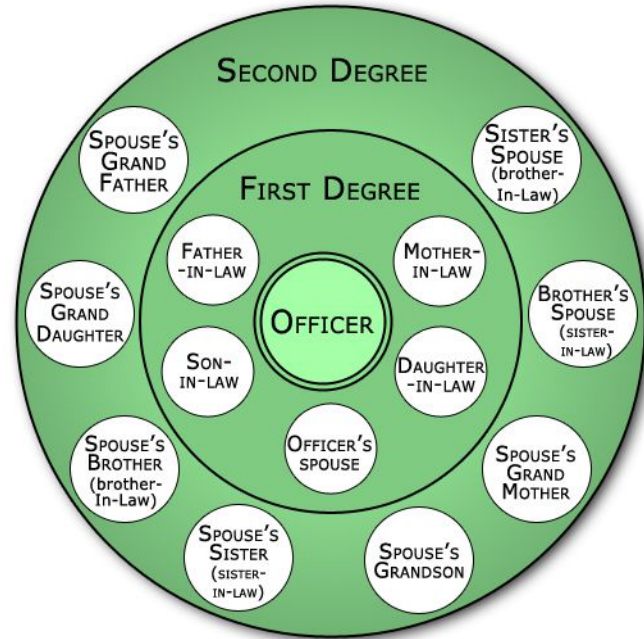 SECOND DEGREE
SPOUSE'S
GRAND
FATHER
SISTER'S
SPOUSE
(brother-
In-Law)
FIRST DEGREE
FATHER
-IN-LAW
MOTHER-
IN-LAW
OFFICER
SPOUSE'S
GRAND
DAUGHTER
BROTHER'S
SPOUSE
(SISTER-
IN-LAW)
SON-
IN-LAW
DAUGHTER
-IN-LAW
OFFICER'S
SPOUSE
SPOUSE'S
BROTHER
(brother-
In-Law)
SPOUSE'S
GRAND
MOTHER
SPOUSE'S
SISTER
(SISTER-
IN-LAW)
SPOUSE'S
GRANDSON